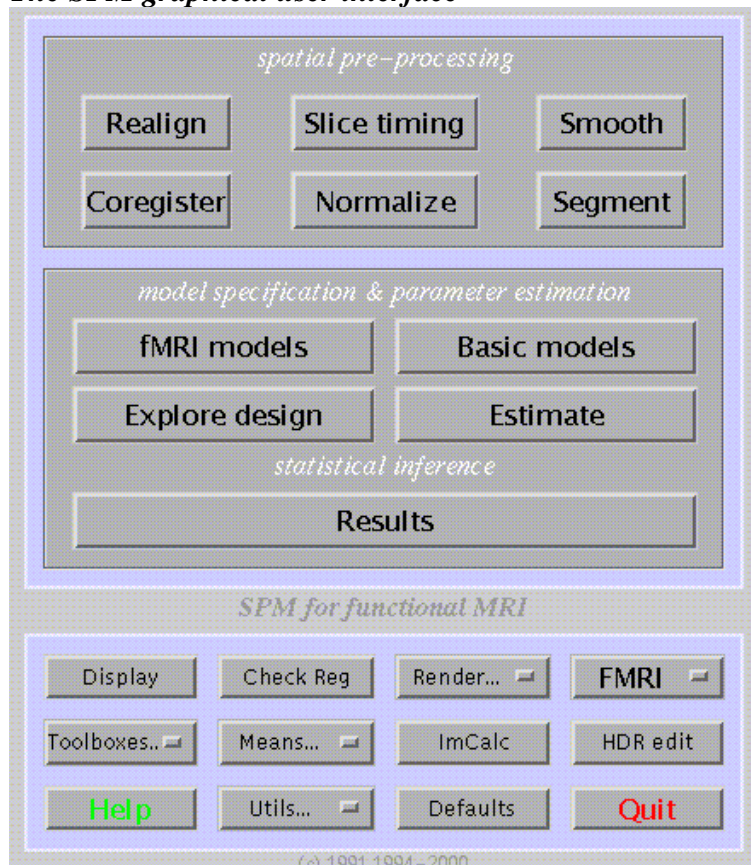 The SPM graphical user interface
spatial pre-processing
Realign Slice timing Smooth
Coregister Normalize Segment
model specification & parameter estimation
fMRI models Basic models
Explore design Estimate
statistical inference
Results
SPM for functional MRI
Display Check Reg Render... FMRI
Toolboxes.. Means... ImCalc HDR edit
Help Utils... Defaults Quit
(c) 1991,1994-2000